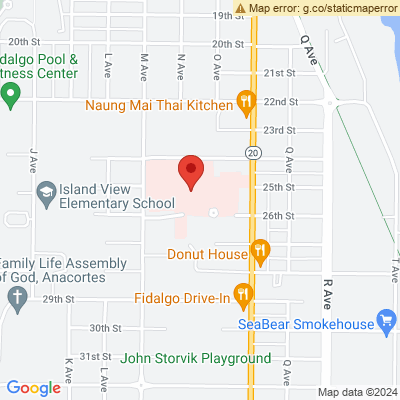 Map error: g.co/staticmaperror
19th St
20th St
20th St
Q Ave
L Ave
M Ave
N Ave
O Ave
21st St
idalgo Pool &
itness Center
Naung Mai Thai Kitchen
22nd St
23rd St
J Ave
20
Q Ave
25th St
Island View
Elementary School
26th St
Donut House
Family Life Assembly
of God, Anacortes
T Ave
R Ave
29th St
Fidalgo Drive-In
30th St
SeaBear Smokehouse
31st St
John Storvik Playground
K Ave
L Ave
Q Ave
Google
Map data ©2024